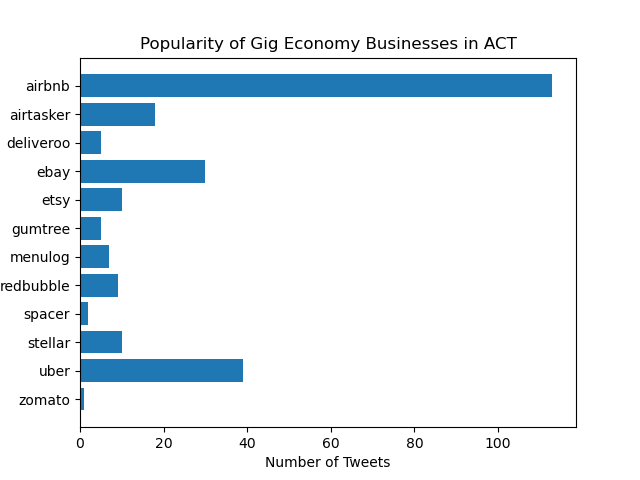 Popularity of Gig Economy Businesses in ACT
airbnb
airtasker
deliveroo
ebay
etsy
gumtree
menulog
redbubble
spacer
stellar
uber
zomato
0 20 40 60 80 100
Number of Tweets